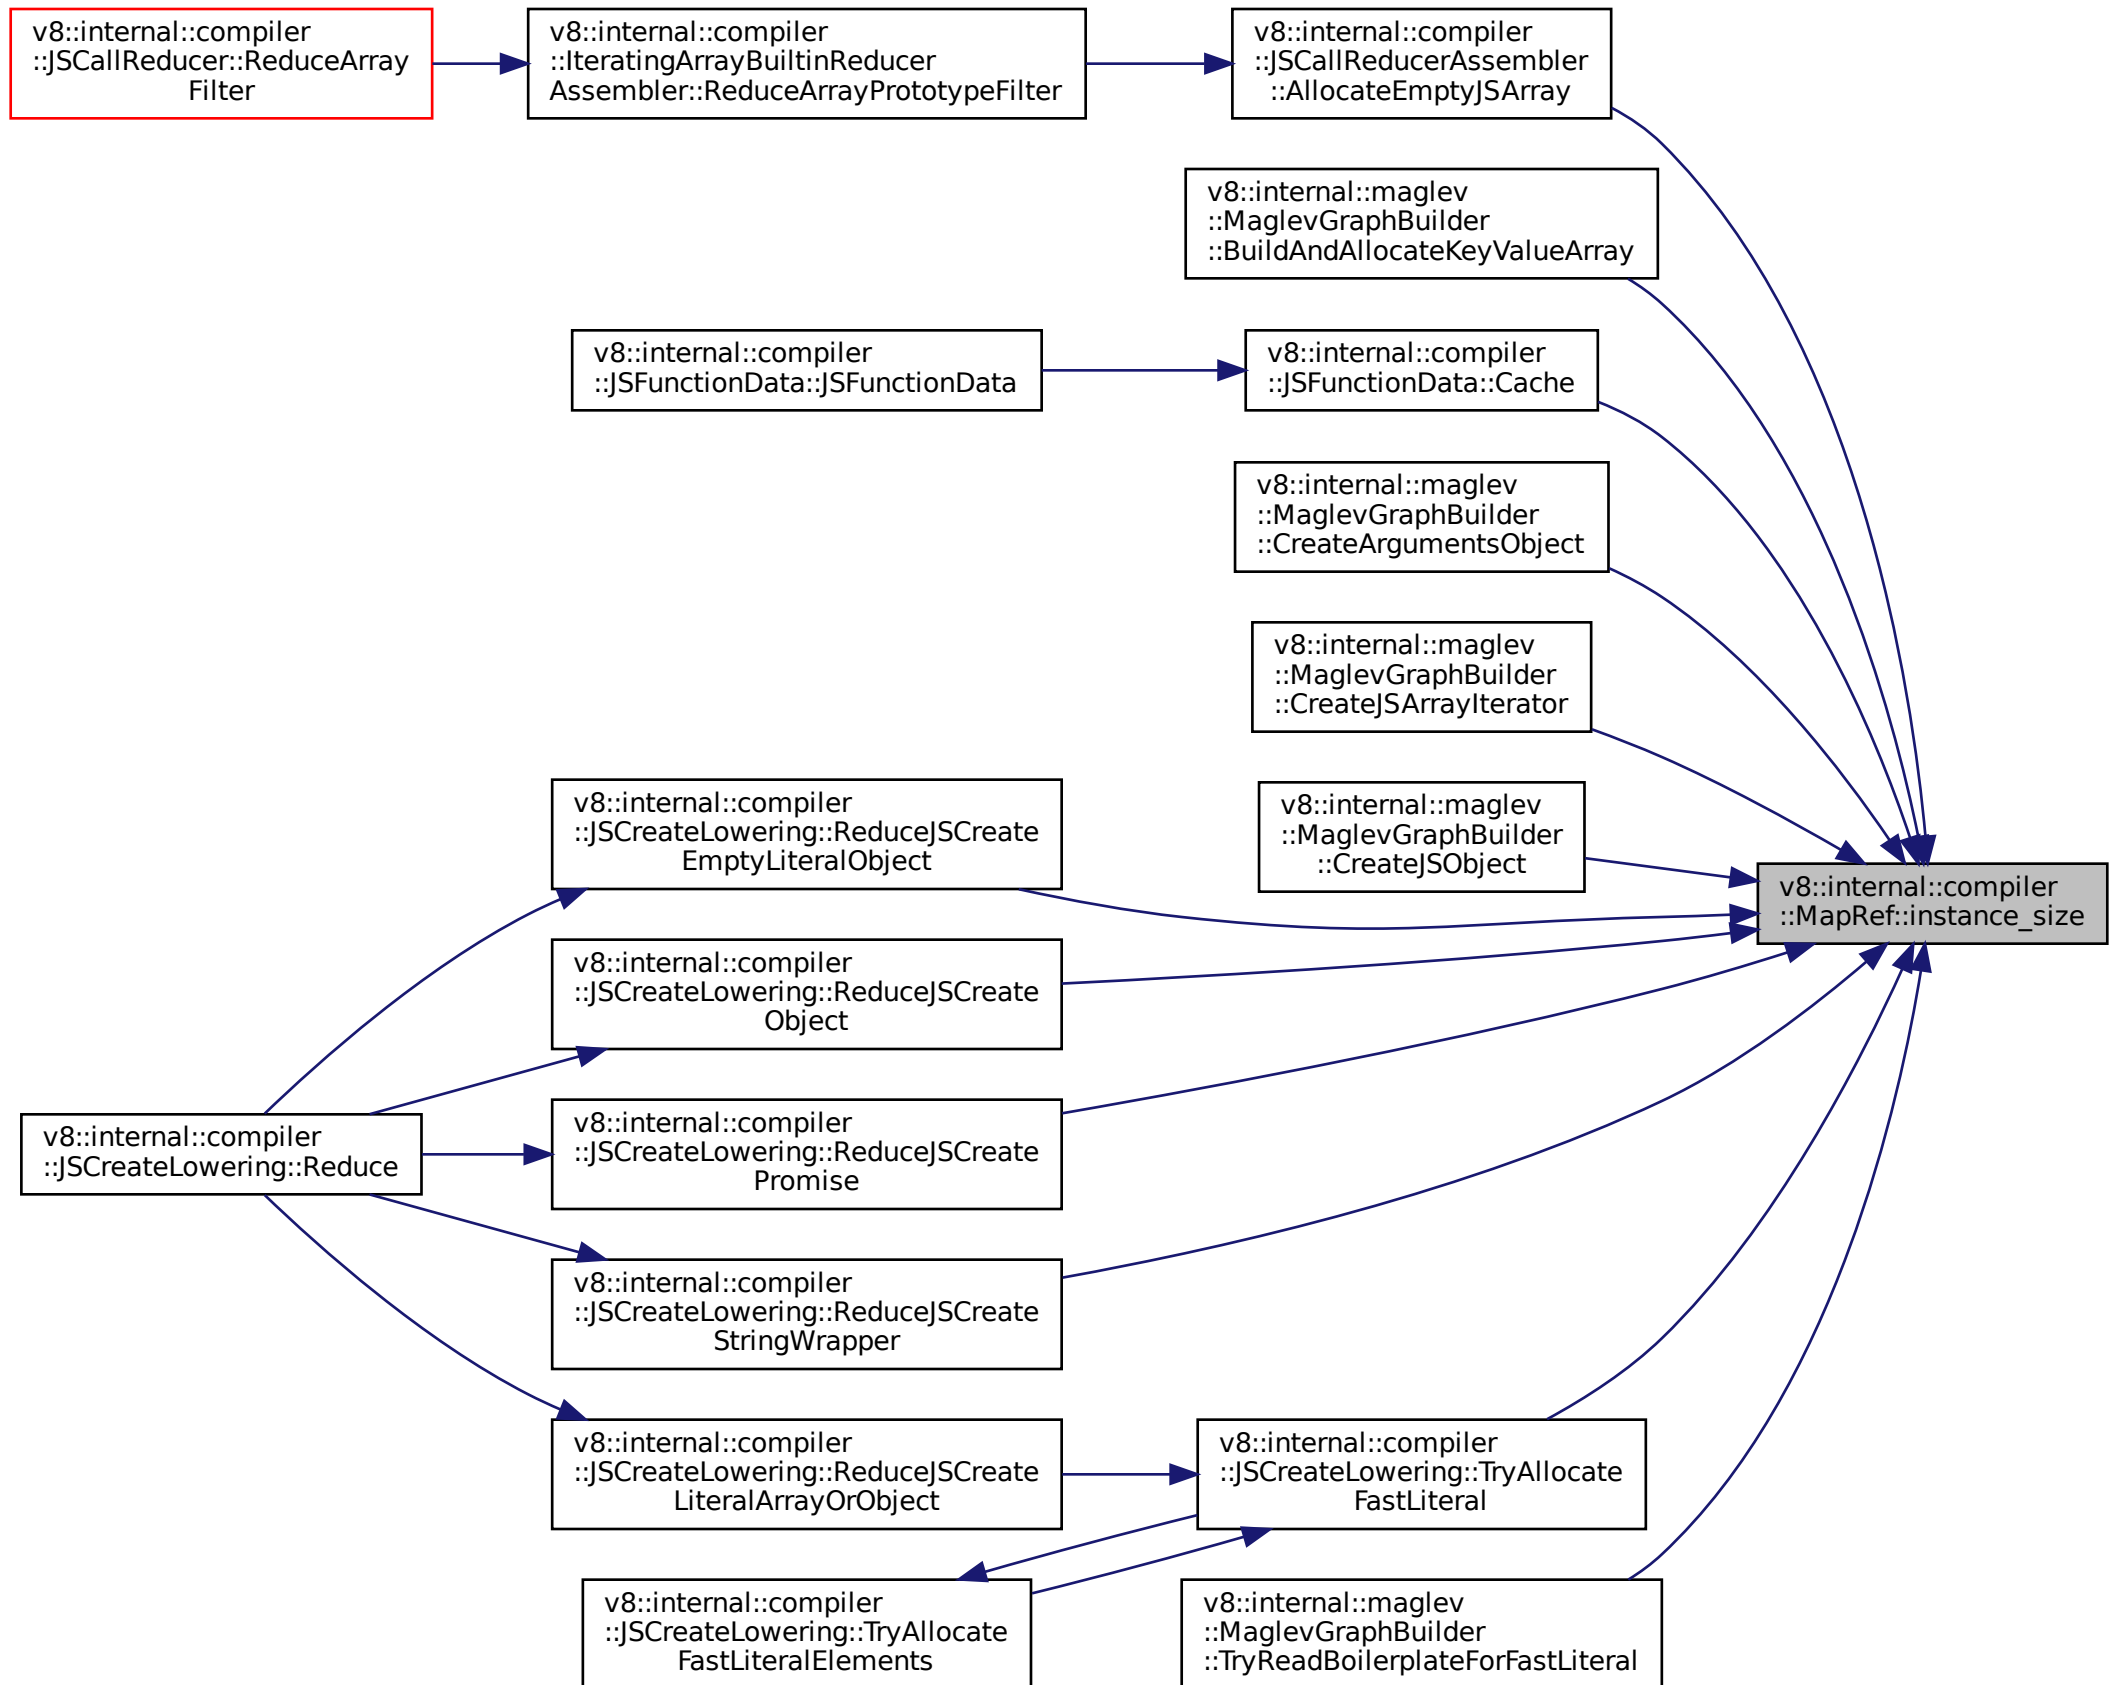 v8::internal::compiler
::JSCallReducer::ReduceArray
Filter
v8::internal::compiler
::IteratingArrayBuiltinReducer
Assembler::ReduceArrayPrototypeFilter
v8::internal::compiler
::JSCallReducerAssembler
::AllocateEmptyJSArray
v8::internal::maglev
::MaglevGraphBuilder
::BuildAndAllocateKeyValueArray
v8::internal::compiler
::JSFunctionData::JSFunctionData
v8::internal::compiler
::JSFunctionData::Cache
v8::internal::maglev
::MaglevGraphBuilder
::CreateArgumentsObject
v8::internal::maglev
::MaglevGraphBuilder
::CreateJSArrayIterator
v8::internal::compiler
::JSCreateLowering::ReduceJSCreate
EmptyLiteralObject
v8::internal::maglev
::MaglevGraphBuilder
::CreateJSObject
v8::internal::compiler
::MapRef::instance_size
v8::internal::compiler
::JSCreateLowering::ReduceJSCreate
Object
v8::internal::compiler
::JSCreateLowering::Reduce
v8::internal::compiler
::JSCreateLowering::ReduceJSCreate
Promise
v8::internal::compiler
::JSCreateLowering::ReduceJSCreate
StringWrapper
v8::internal::compiler
::JSCreateLowering::ReduceJSCreate
LiteralArrayOrObject
v8::internal::compiler
::JSCreateLowering::TryAllocate
FastLiteral
v8::internal::compiler
::JSCreateLowering::TryAllocate
FastLiteralElements
v8::internal::maglev
::MaglevGraphBuilder
::TryReadBoilerplateForFastLiteral